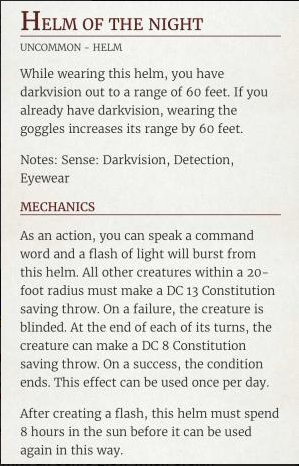 HELM OF THE NIGHT
UNCOMMON - HELM
While wearing this helm, you have
darkvision out to a range of 60 feet. If you
already have darkvision, wearing the
goggles increases its range by 60 feet.
Notes: Sense: Darkvision, Detection,
Eyewear
MECHANICS
As an action, you can speak a command
word and a flash of light will burst from
this helm. All other creatures within a 20-
foot radius must make a DC 13 Constitution
saving throw. On a failure, the creature is
blinded. At the end of each of its turns, the
creature can make a DC 8 Constitution
saving throw. On a success, the condition
ends. This effect can be used once per day.
After creating a flash, this helm must spend
8 hours in the sun before it can be used
again in this way.